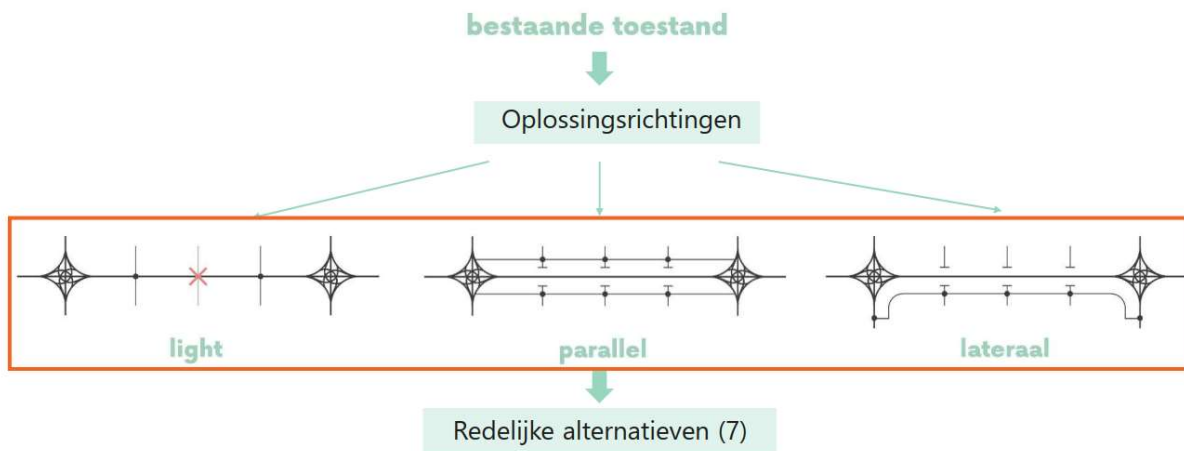 bestaande toestand
Oplossingsrichtingen
light
parallel
lateraal
Redelijke alternatieven (7)